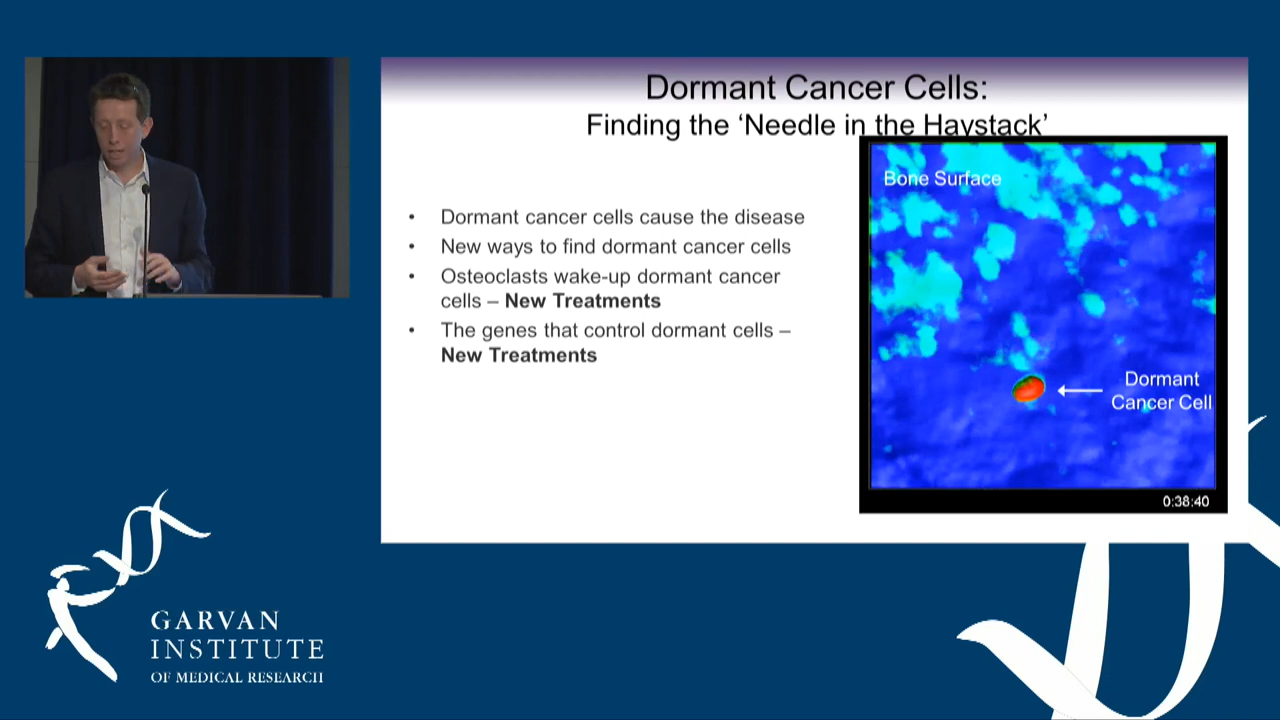 Dormant Cancer Cells:
Finding the ‘Needle in the Haystack’
• Dormant cancer cells cause the disease
• New ways to find dormant cancer cells
• Osteoclasts wake-up dormant cancer
cells – New Treatments
• The genes that control dormant cells –
New Treatments
Bone Surface
Dormant
Cancer Cell
0:38:40
GARVAN
INSTITUTE
OF MEDICAL RESEARCH